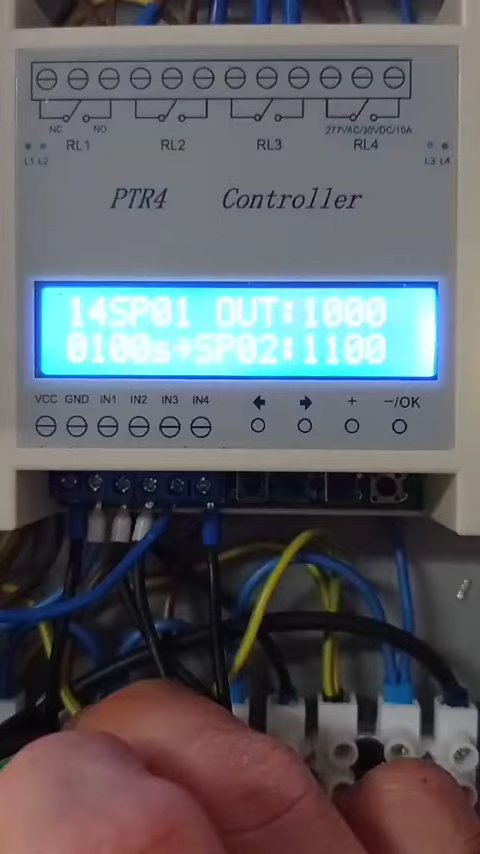 NC NO
277VAC/30VDC/10A
RL1 RL2 RL3 RL4
L1 L2 L3 L4
PTR4 Controller
14SP01 OUT:1000
0100s→SP02:1100
VCC GND IN1 IN2 IN3 IN4 ← → + −/OK